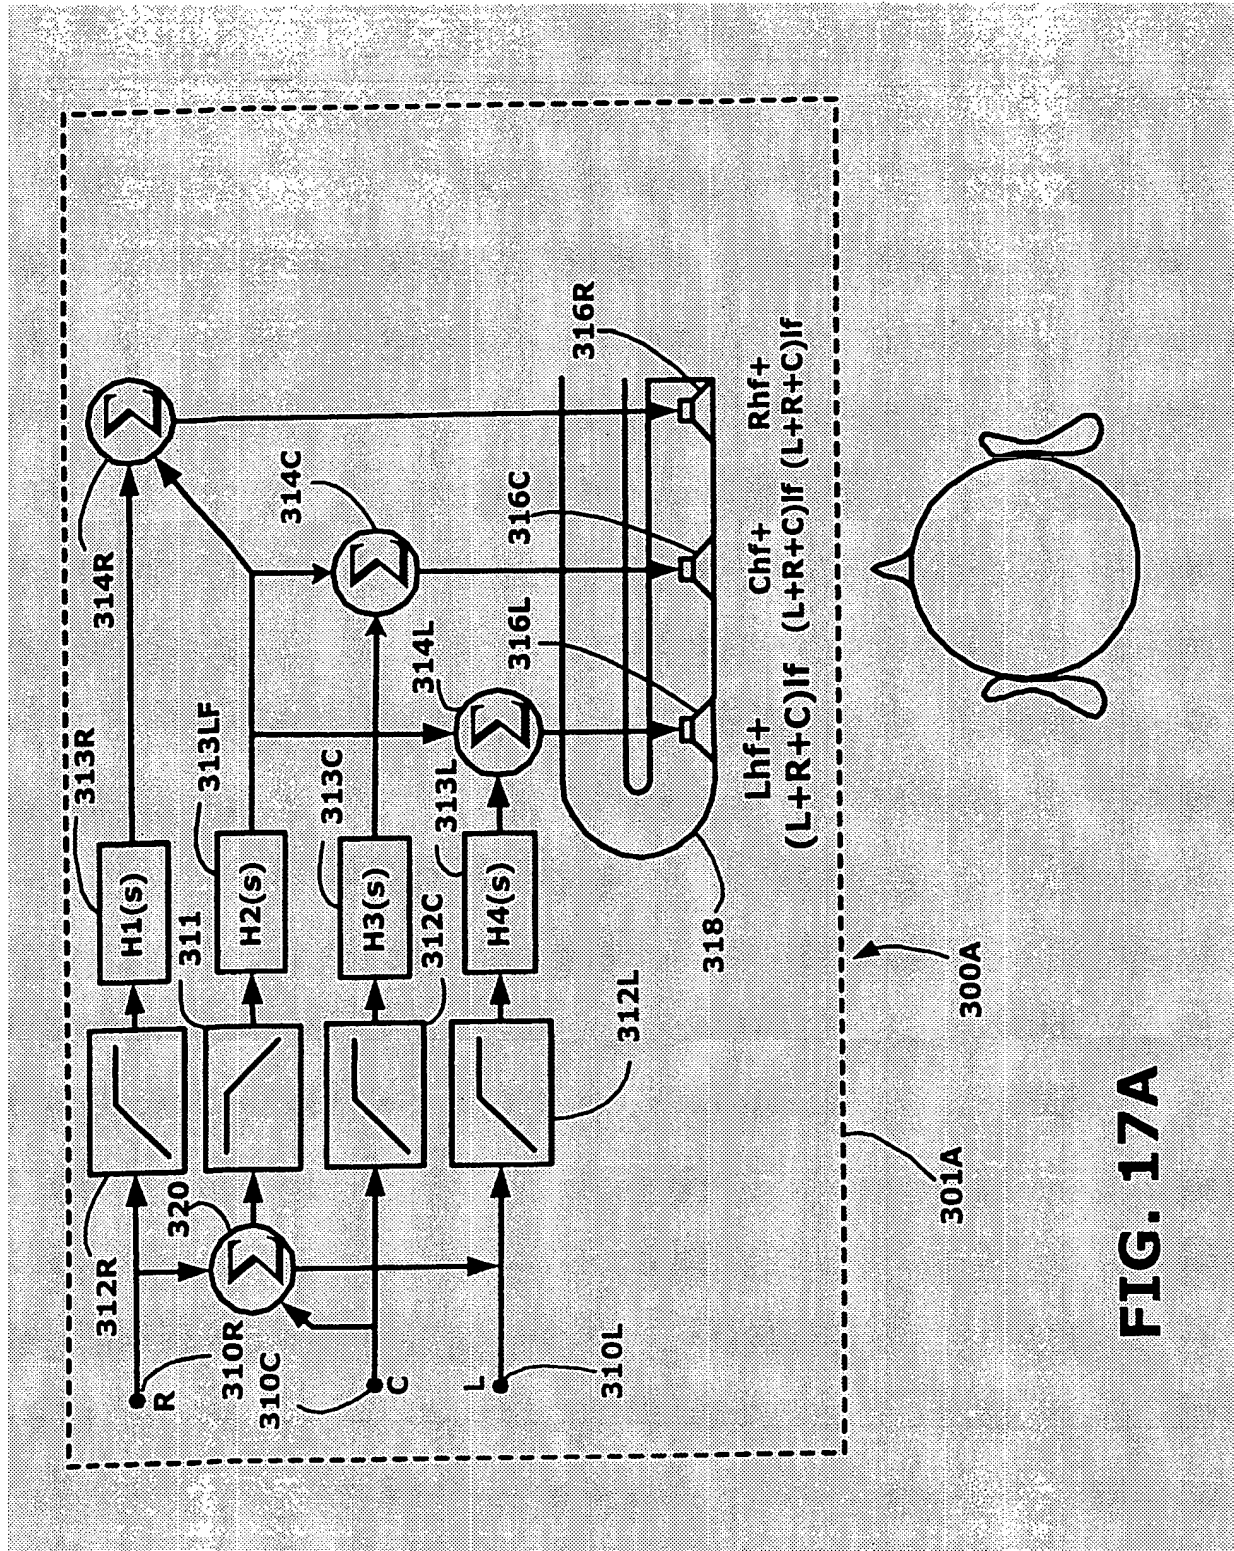 314R
314C
316R
313R
313LF
313C
314L
313L
316L
316C
H1(s)
H2(s)
H3(s)
H4(s)
311
312C
312L
318
Lhf+
(L+R+C)lf
Chf+
(L+R+C)lf
Rhf+
(L+R+C)lf
312R
320
310R
310C
310L
R
C
L
Σ
Σ
Σ
Σ
300A
301A
FIG. 17A